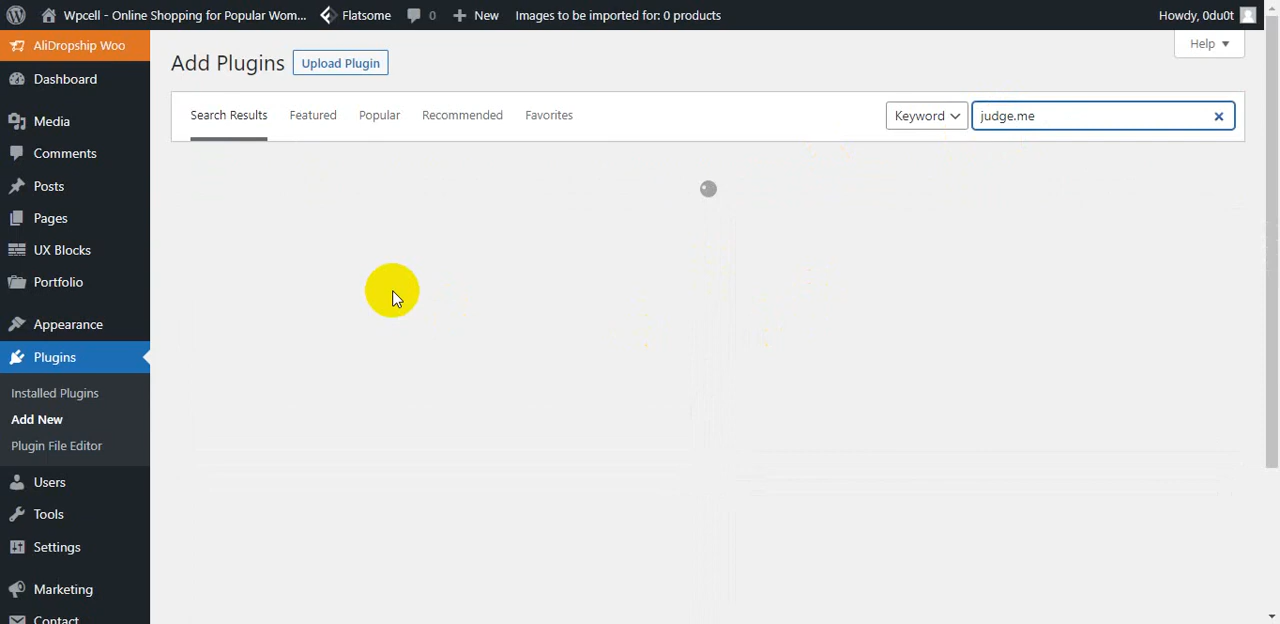 Wpcell - Online Shopping for Popular Wom... Flatsome 0 New Images to be imported for: 0 products Howdy, 0du0t
AliDropship Woo
Dashboard
Media
Comments
Posts
Pages
UX Blocks
Portfolio
Appearance
Plugins
Installed Plugins
Add New
Plugin File Editor
Users
Tools
Settings
Marketing
Contact
Help
Add Plugins Upload Plugin
Search Results Featured Popular Recommended Favorites Keyword judge.me